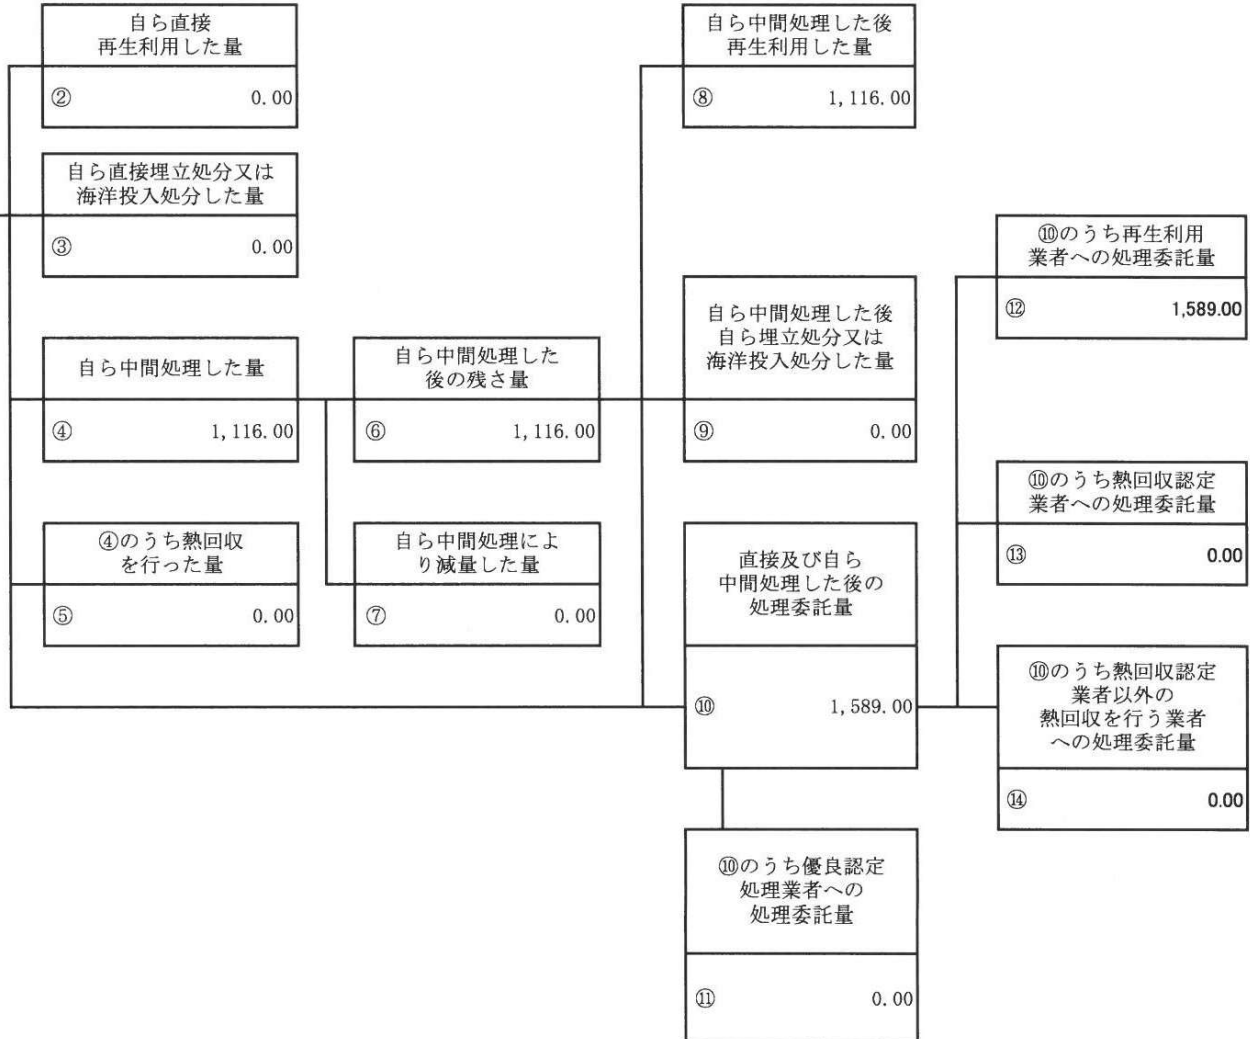 自ら直接
再生利用した量
② 0.00
自ら直接埋立処分又は
海洋投入処分した量
③ 0.00
自ら中間処理した量
④ 1,116.00
④のうち熱回収
を行った量
⑤ 0.00
自ら中間処理した
後の残さ量
⑥ 1,116.00
自ら中間処理によ
り減量した量
⑦ 0.00
自ら中間処理した後
再生利用した量
⑧ 1,116.00
自ら中間処理した後
自ら埋立処分又は
海洋投入処分した量
⑨ 0.00
直接及び自ら
中間処理した後の
処理委託量
⑩ 1,589.00
⑩のうち優良認定
処理業者への
処理委託量
⑪ 0.00
⑩のうち再生利用
業者への処理委託量
⑫ 1,589.00
⑩のうち熱回収認定
業者への処理委託量
⑬ 0.00
⑩のうち熱回収認定
業者以外の
熱回収を行う業者
への処理委託量
⑭ 0.00